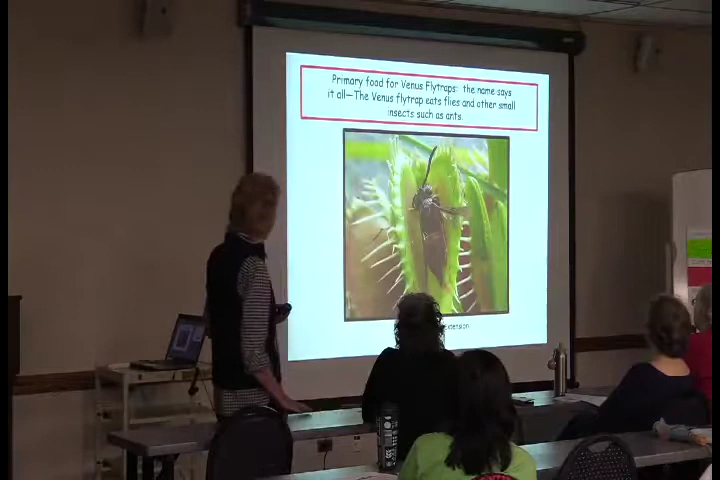 Primary food for Venus Flytraps: the name says
it all—The Venus flytrap eats flies and other small
insects such as ants.
Extension